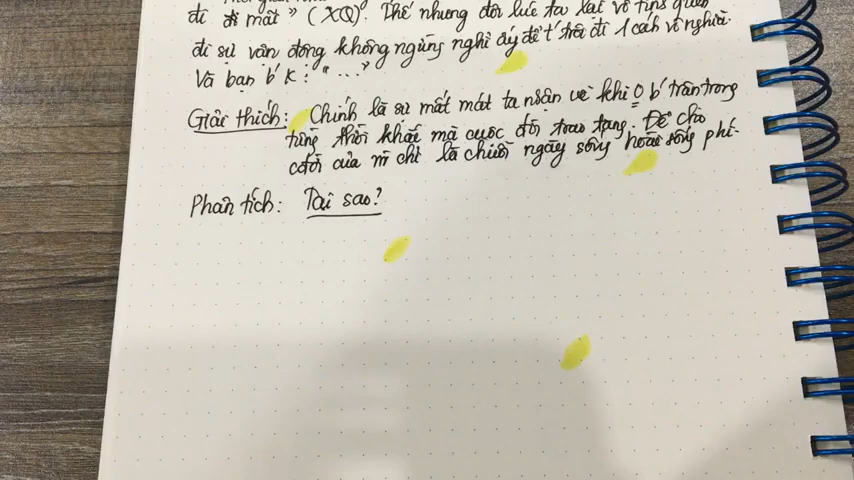 đi đi mất" (XQ). Thế nhưng đôi lúc ta lại vô tình quên
đi sự vận động không ngừng nghỉ ấy để t' trôi đi 1 cách vô nghĩa.
Và bạn b' k: "..."
Giải thích: Chính là sự mất mát ta nhận về khi 0 b' trân trọng
từng thời khắc mà cuộc đời trao tặng. Để cho
cđời của m chỉ là chuỗi ngày sống hoài sống phí.
Phân tích: Tại sao?